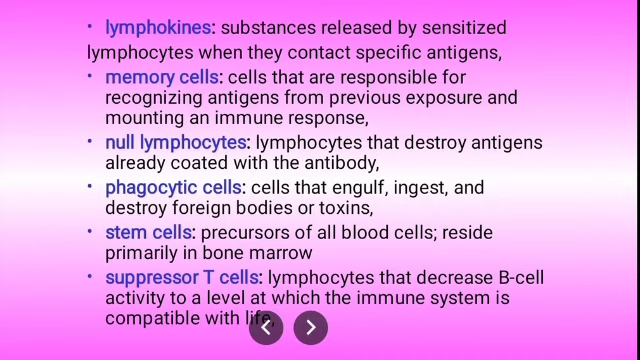 • lymphokines: substances released by sensitized
lymphocytes when they contact specific antigens,
• memory cells: cells that are responsible for
recognizing antigens from previous exposure and
mounting an immune response,
• null lymphocytes: lymphocytes that destroy antigens
already coated with the antibody,
• phagocytic cells: cells that engulf, ingest, and
destroy foreign bodies or toxins,
• stem cells: precursors of all blood cells; reside
primarily in bone marrow
• suppressor T cells: lymphocytes that decrease B-cell
activity to a level at which the immune system is
compatible with life,